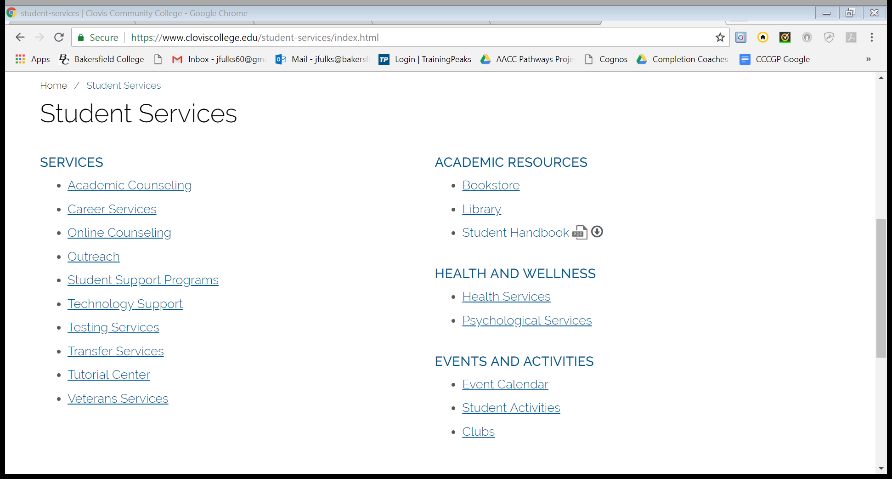 student-services | Clovis Community College - Google Chrome
Secure | https://www.cloviscollege.edu/student-services/index.html
Apps Bakersfield College Inbox - jfulks60@gm Mail - jfulks@bakersf Login | TrainingPeaks AACC Pathways Proje Cognos Completion Coaches CCCGP Google »
Home / Student Services
Student Services
SERVICES
Academic Counseling
Career Services
Online Counseling
Outreach
Student Support Programs
Technology Support
Testing Services
Transfer Services
Tutorial Center
Veterans Services
ACADEMIC RESOURCES
Bookstore
Library
Student Handbook
HEALTH AND WELLNESS
Health Services
Psychological Services
EVENTS AND ACTIVITIES
Event Calendar
Student Activities
Clubs